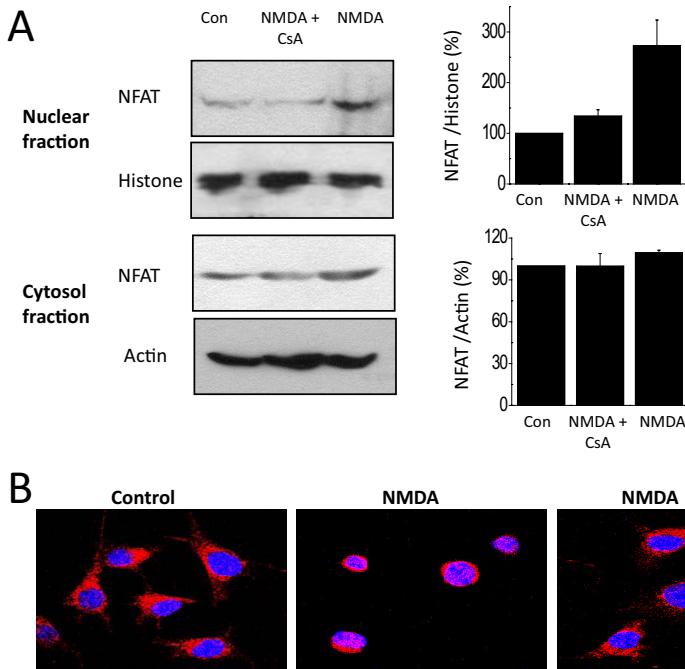 A
Con
NMDA +
CsA
NMDA
Nuclear
fraction
NFAT
Histone
Cytosol
fraction
NFAT
Actin
NFAT /Histone (%)
300
200
100
0
Con
NMDA +
CsA
NMDA
NFAT /Actin (%)
120
90
60
30
0
Con
NMDA +
CsA
NMDA
B
Control
NMDA
NMDA